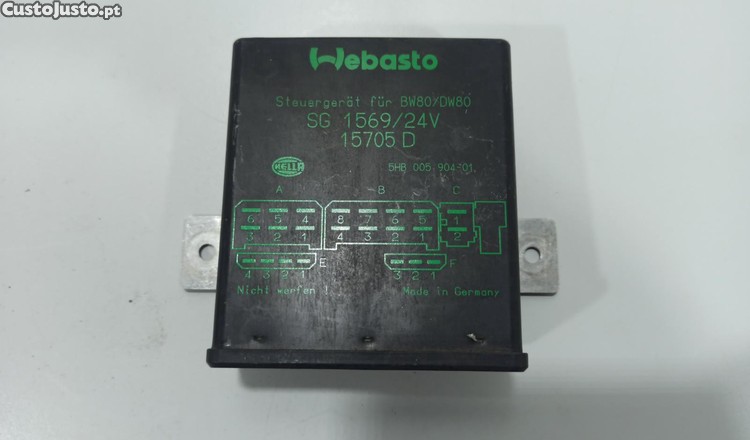 CustoJusto.pt
Webasto
Steuergerät für BW80/DW80
SG 1569/24V
15705 D
HELLA 5HB 005 904-01
A B C
6 5 4 8 7 6 5 1
3 2 1 4 3 2 1 2
E F
4 3 2 1 3 2 1
Nicht werfen ! Made in Germany